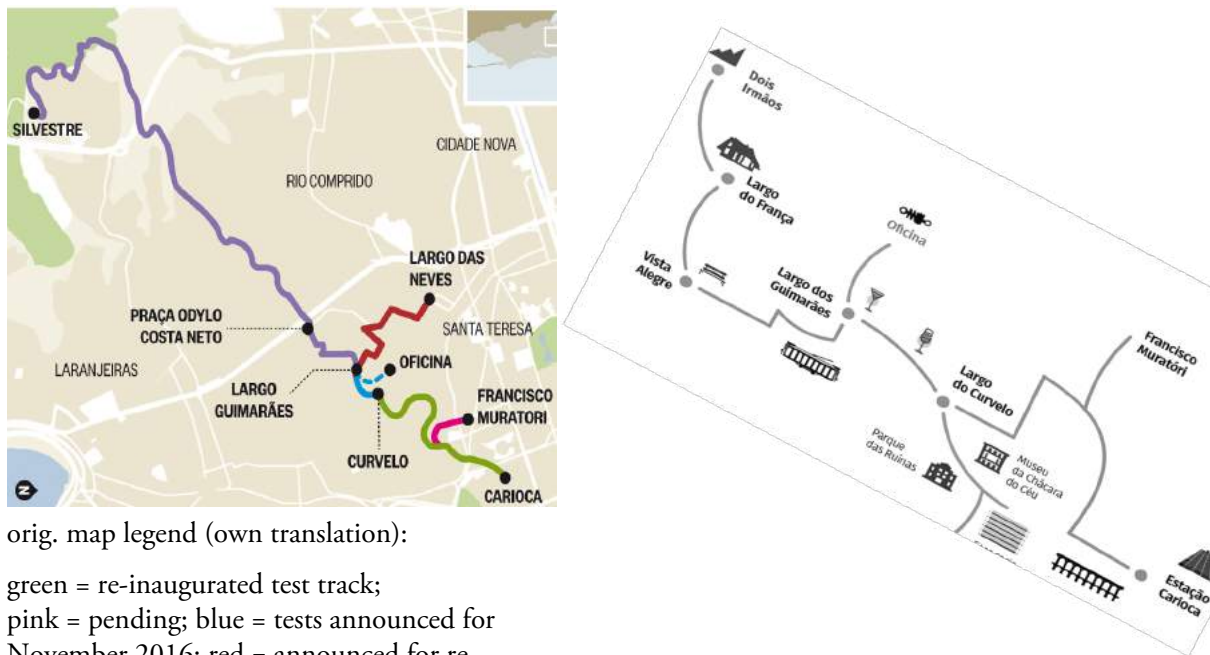 SILVESTRE
CIDADE NOVA
RIO COMPRIDO
LARGO DAS
NEVES
PRAÇA ODYLO
COSTA NETO
SANTA TERESA
LARANJEIRAS
OFICINA
LARGO
GUIMARÃES
FRANCISCO
MURATORI
CURVELO
CARIOCA
N
orig. map legend (own translation):
green = re-inaugurated test track;
pink = pending; blue = tests announced for
November 2016; red = announced for re-
Dois
Irmãos
Largo
do França
Oficina
Vista
Alegre
Largo dos
Guimarães
Francisco
Muratóri
Largo
do Curvelo
Parque
das Ruínas
Museu
da Chácara
do Céu
Estação
Carioca